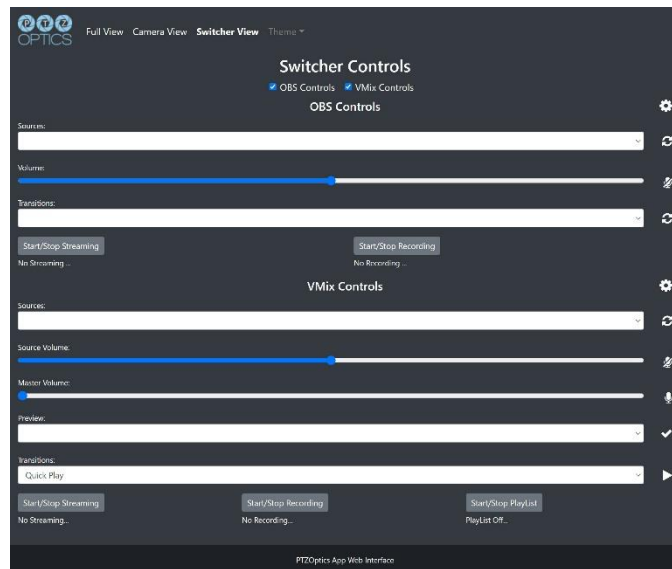 PTZ
OPTICS
Full View Camera View Switcher View Theme
Switcher Controls
OBS Controls VMix Controls
OBS Controls
Sources:
Volume:
Transitions:
Start/Stop Streaming Start/Stop Recording
No Streaming ... No Recording ...
VMix Controls
Sources:
Source Volume:
Master Volume:
Preview:
Transitions:
Quick Play
Start/Stop Streaming Start/Stop Recording Start/Stop PlayList
No Streaming... No Recording... PlayList Off...
PTZOptics App Web Interface